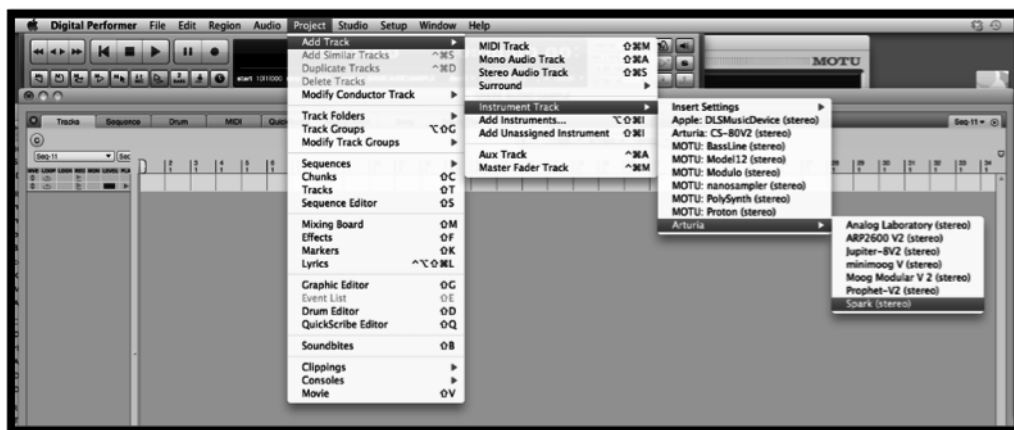 Digital Performer File Edit Region Audio Project Studio Setup Window Help
MOTU
Tracks Sequence Drum MIDI
Seq-11
Seq-11
Add Track
Add Similar Tracks ^⌘S
Duplicate Tracks ^⌘D
Delete Tracks
Modify Conductor Track
Track Folders
Track Groups ⌥⇧G
Modify Track Groups
Sequences
Chunks ⇧C
Tracks ⇧T
Sequence Editor ⇧S
Mixing Board ⇧M
Effects ⇧F
Markers ⇧K
Lyrics ^⌥⇧⌘L
Graphic Editor ⇧G
Event List ⇧E
Drum Editor ⇧D
QuickScribe Editor ⇧Q
Soundbites ⇧B
Clippings
Consoles
Movie ⇧V
MIDI Track ⇧⌘M
Mono Audio Track ⇧⌘A
Stereo Audio Track ⇧⌘S
Surround
Instrument Track
Add Instruments... ⌥⇧⌘I
Add Unassigned Instrument ⇧⌘I
Aux Track ^⌘A
Master Fader Track ^⌘M
Insert Settings
Apple: DLSMusicDevice (stereo)
Arturia: CS-80V2 (stereo)
MOTU: BassLine (stereo)
MOTU: Model12 (stereo)
MOTU: Modulo (stereo)
MOTU: nanosampler (stereo)
MOTU: PolySynth (stereo)
MOTU: Proton (stereo)
Arturia
Analog Laboratory (stereo)
ARP2600 V2 (stereo)
Jupiter-8V2 (stereo)
minimoog V (stereo)
Moog Modular V 2 (stereo)
Prophet-V2 (stereo)
Spark (stereo)